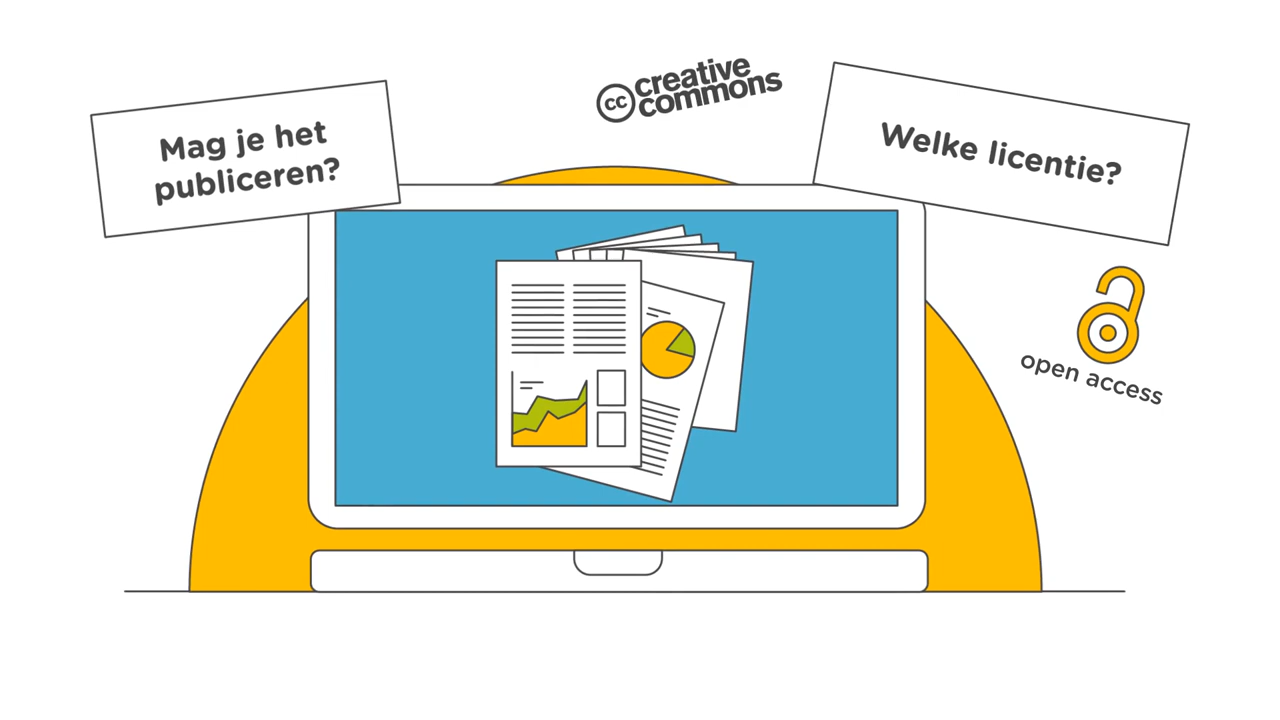 creative
commons
cc
Mag je het
publiceren?
Welke licentie?
open access